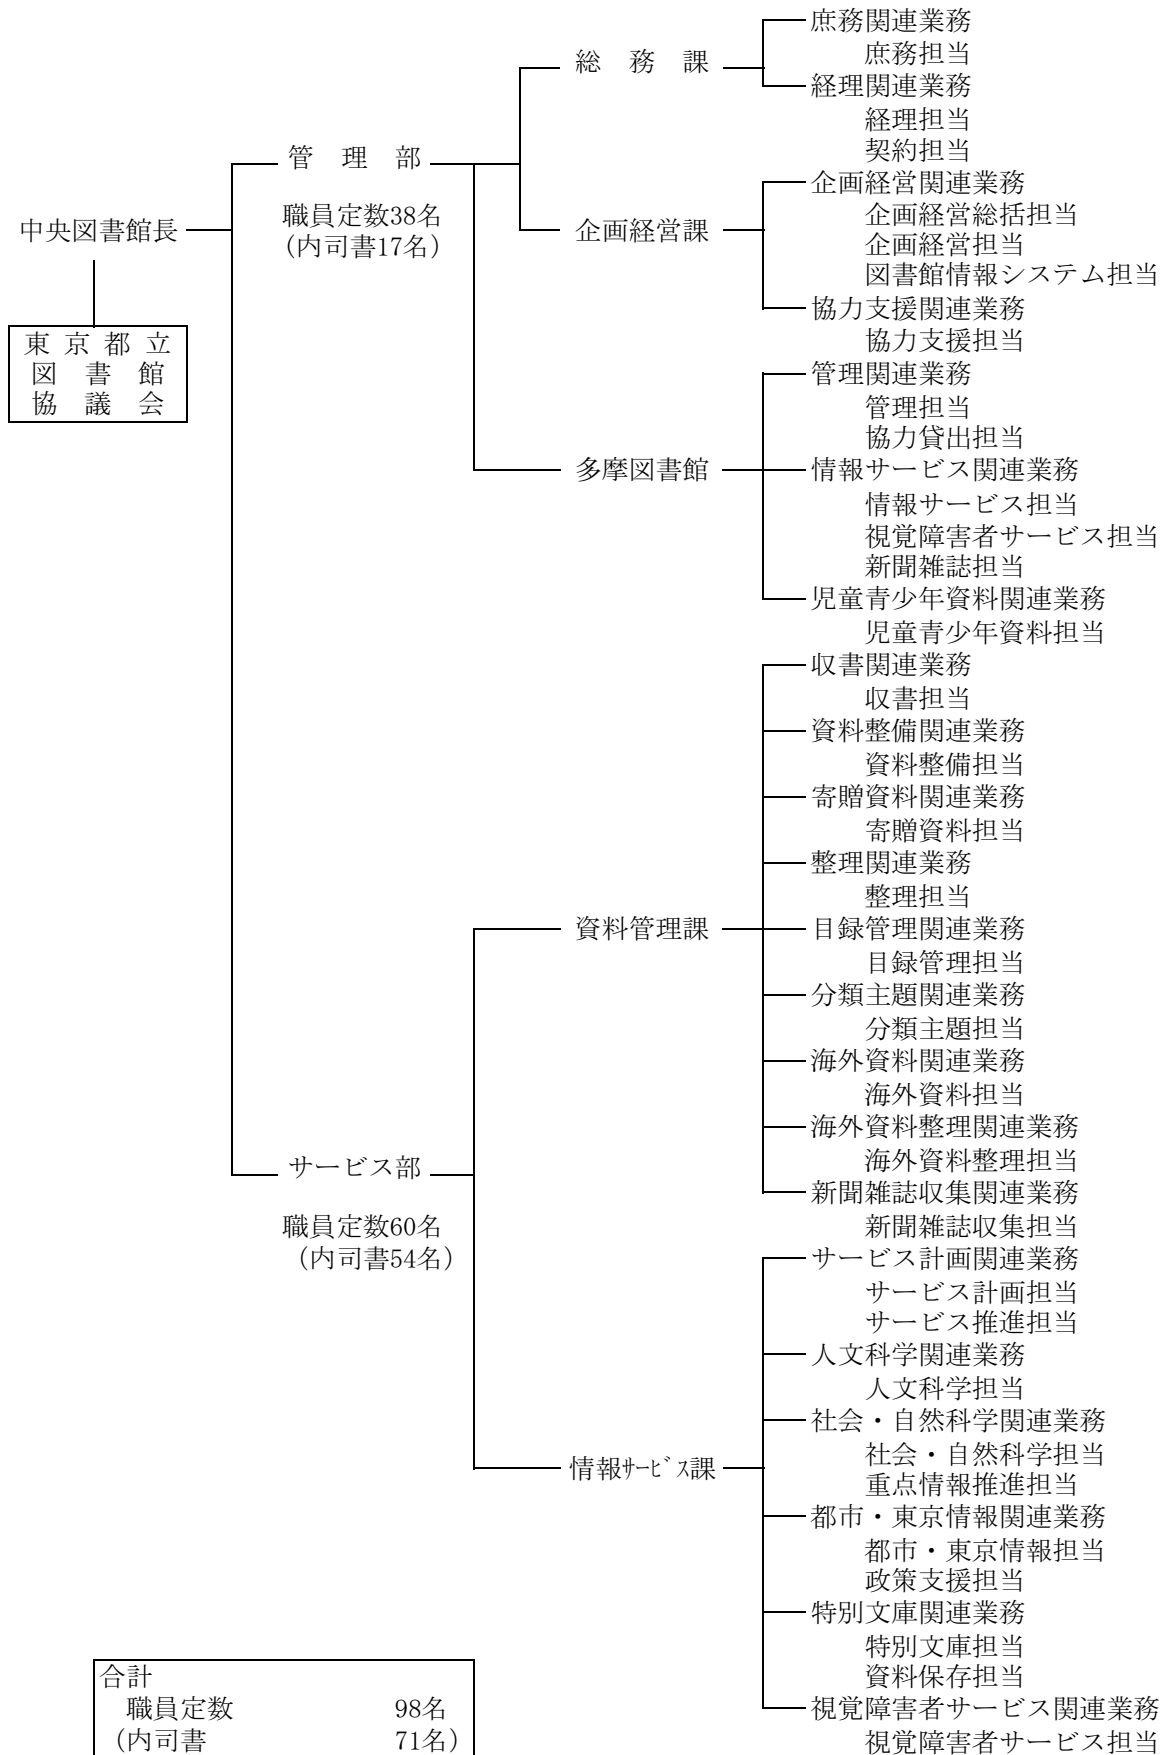 中央図書館長
東京都立
図書館
協議会
管理部
職員定数38名
(内司書17名)
総務課
庶務関連業務
庶務担当
経理関連業務
経理担当
契約担当
企画経営課
企画経営関連業務
企画経営総括担当
企画経営担当
図書館情報システム担当
協力支援関連業務
協力支援担当
多摩図書館
管理関連業務
管理担当
協力貸出担当
情報サービス関連業務
情報サービス担当
視覚障害者サービス担当
新聞雑誌担当
児童青少年資料関連業務
児童青少年資料担当
サービス部
職員定数60名
(内司書54名)
資料管理課
収書関連業務
収書担当
資料整備関連業務
資料整備担当
寄贈資料関連業務
寄贈資料担当
整理関連業務
整理担当
目録管理関連業務
目録管理担当
分類主題関連業務
分類主題担当
海外資料関連業務
海外資料担当
海外資料整理関連業務
海外資料整理担当
新聞雑誌収集関連業務
新聞雑誌収集担当
情報ｻｰﾋﾞｽ課
サービス計画関連業務
サービス計画担当
サービス推進担当
人文科学関連業務
人文科学担当
社会・自然科学関連業務
社会・自然科学担当
重点情報推進担当
都市・東京情報関連業務
都市・東京情報担当
政策支援担当
特別文庫関連業務
特別文庫担当
資料保存担当
視覚障害者サービス関連業務
視覚障害者サービス担当
合計
職員定数 98名
(内司書 71名)